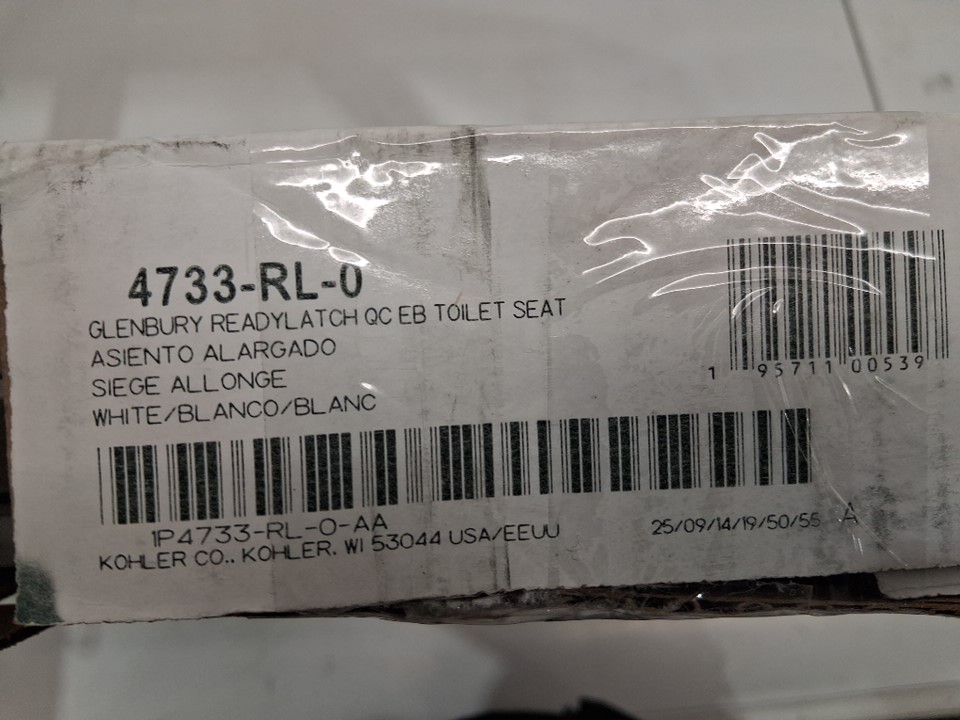 4733-RL-0
GLENBURY READYLATCH QC EB TOILET SEAT
ASIENTO ALARGADO
SIEGE ALLONGE
WHITE/BLANCO/BLANC
1 95711 00539
1P4733-RL-0-AA
KOHLER CO., KOHLER, WI 53044 USA/EEUU
25/09/14/19/50/55 A